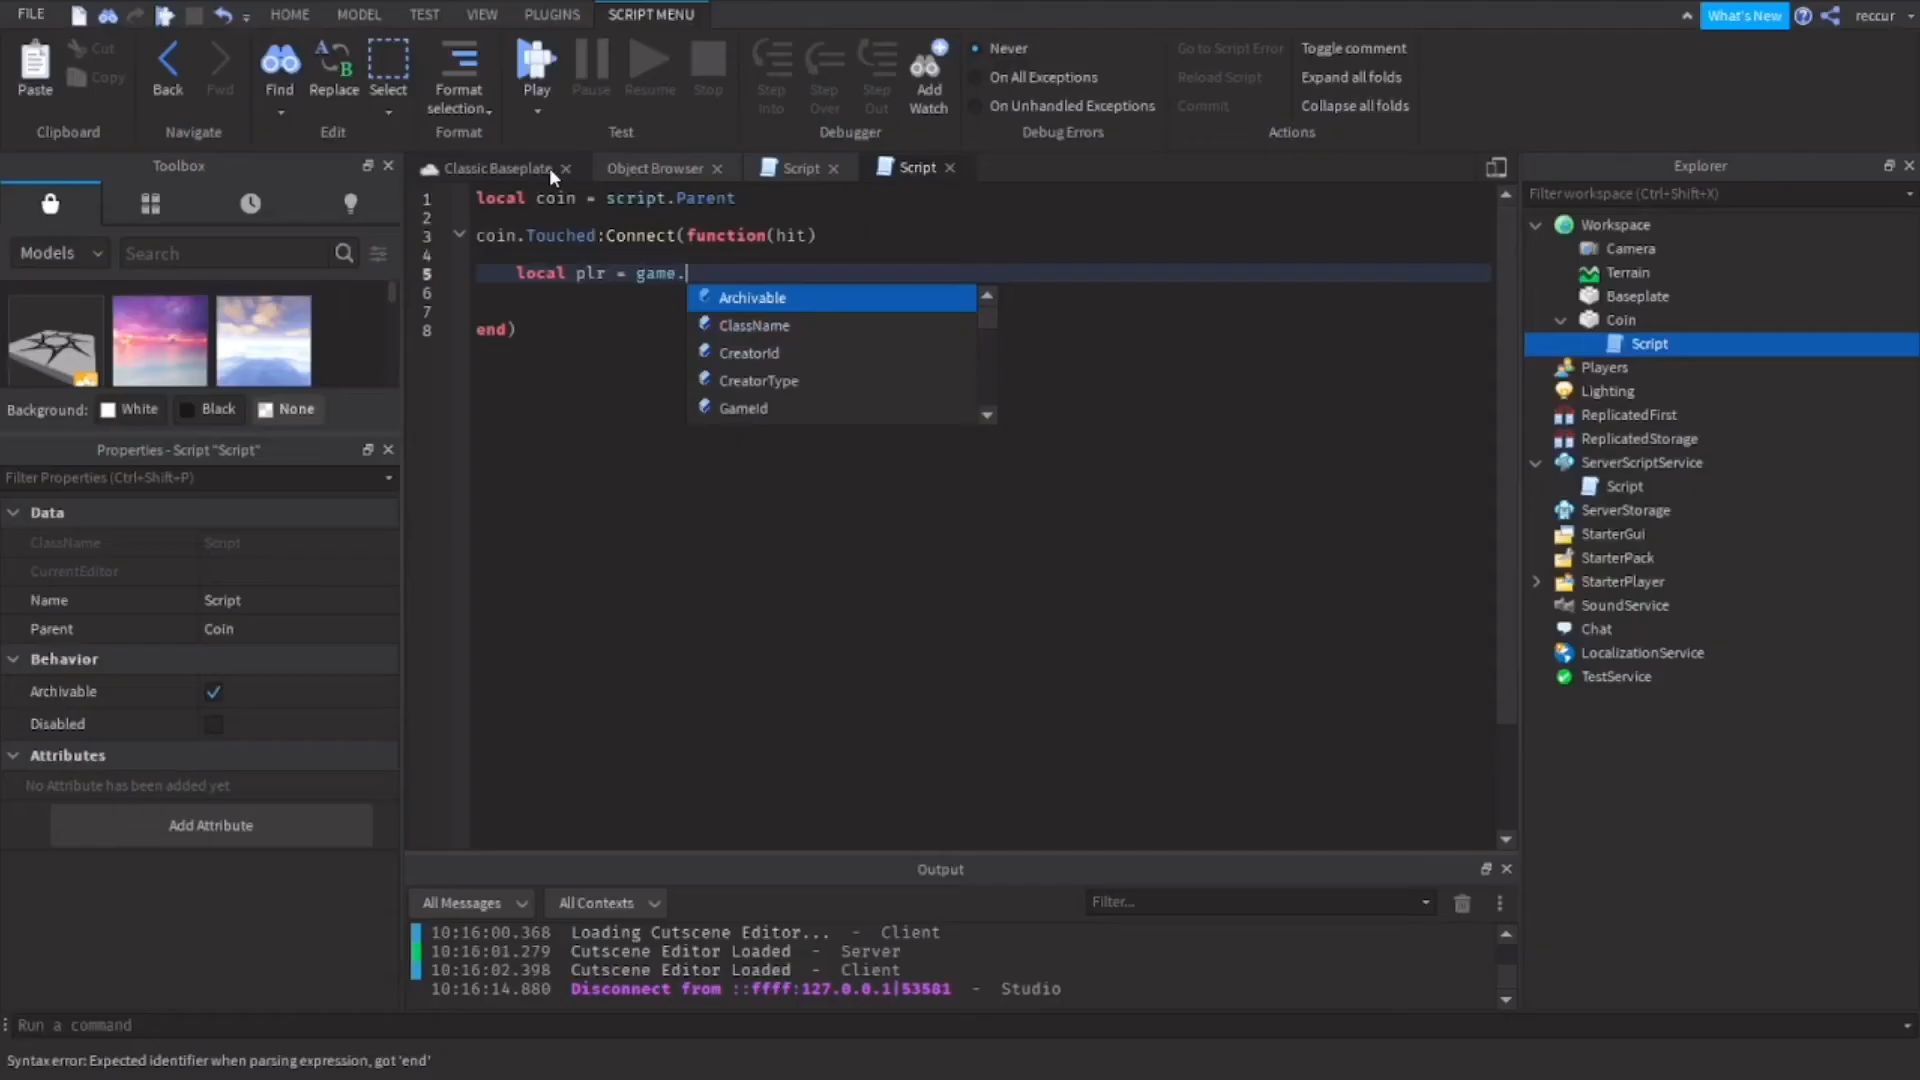 FILE
HOME
MODEL
TEST
VIEW
PLUGINS
SCRIPT MENU
What's New
reccur
Paste
Cut
Copy
Clipboard
Back
Fwd
Navigate
Find
Replace
Select
Edit
Format
selection
Format
Play
Pause
Resume
Stop
Test
Step
Into
Step
Over
Step
Out
Add
Watch
Debugger
Never
On All Exceptions
On Unhandled Exceptions
Debug Errors
Go to Script Error
Reload Script
Commit
Toggle comment
Expand all folds
Collapse all folds
Actions
Toolbox
Models
Search
Background:
White
Black
None
Properties - Script "Script"
Filter Properties (Ctrl+Shift+P)
Data
ClassName Script
CurrentEditor
Name Script
Parent Coin
Behavior
Archivable
Disabled
Attributes
No Attribute has been added yet
Add Attribute
Classic Baseplate
Object Browser
Script
Script
1 local coin = script.Parent
2
3 coin.Touched:Connect(function(hit)
4
5 local plr = game.
6
7
8 end)
Archivable
ClassName
CreatorId
CreatorType
GameId
Output
All Messages
All Contexts
Filter...
10:16:00.368 Loading Cutscene Editor... - Client
10:16:01.279 Cutscene Editor Loaded - Server
10:16:02.398 Cutscene Editor Loaded - Client
10:16:14.880 Disconnect from ::ffff:127.0.0.1|53581 - Studio
Explorer
Filter workspace (Ctrl+Shift+X)
Workspace
Camera
Terrain
Baseplate
Coin
Script
Players
Lighting
ReplicatedFirst
ReplicatedStorage
ServerScriptService
Script
ServerStorage
StarterGui
StarterPack
StarterPlayer
SoundService
Chat
LocalizationService
TestService
Run a command
Syntax error: Expected identifier when parsing expression, got 'end'